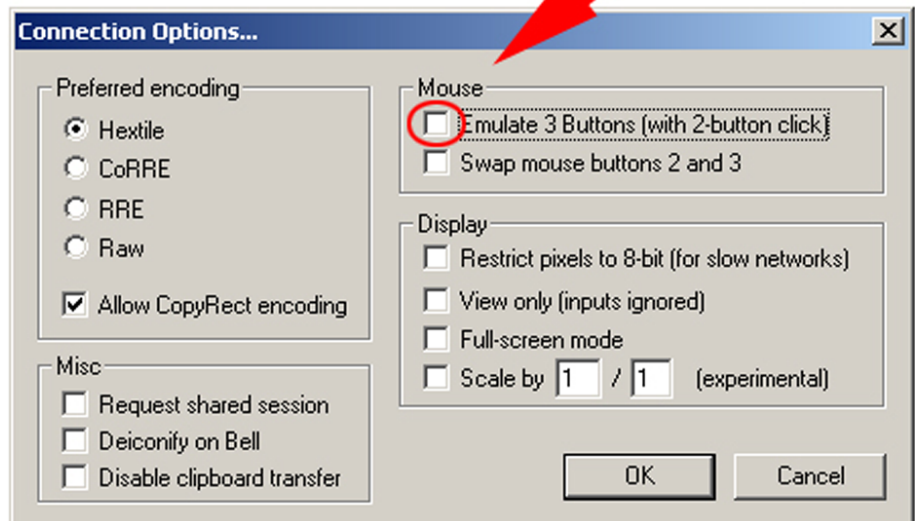 Connection Options...
Preferred encoding
Hextile
CoRRE
RRE
Raw
Allow CopyRect encoding
Misc
Request shared session
Deiconify on Bell
Disable clipboard transfer
Mouse
Emulate 3 Buttons (with 2-button click)
Swap mouse buttons 2 and 3
Display
Restrict pixels to 8-bit (for slow networks)
View only (inputs ignored)
Full-screen mode
Scale by 1 / 1 (experimental)
OK Cancel